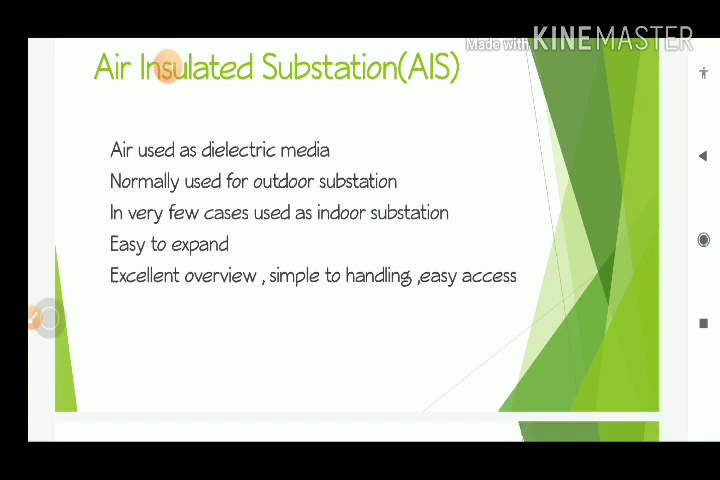 Made with KINEMASTER
Air Insulated Substation(AIS)
Air used as dielectric media
Normally used for outdoor substation
In very few cases used as indoor substation
Easy to expand
Excellent overview , simple to handling ,easy access